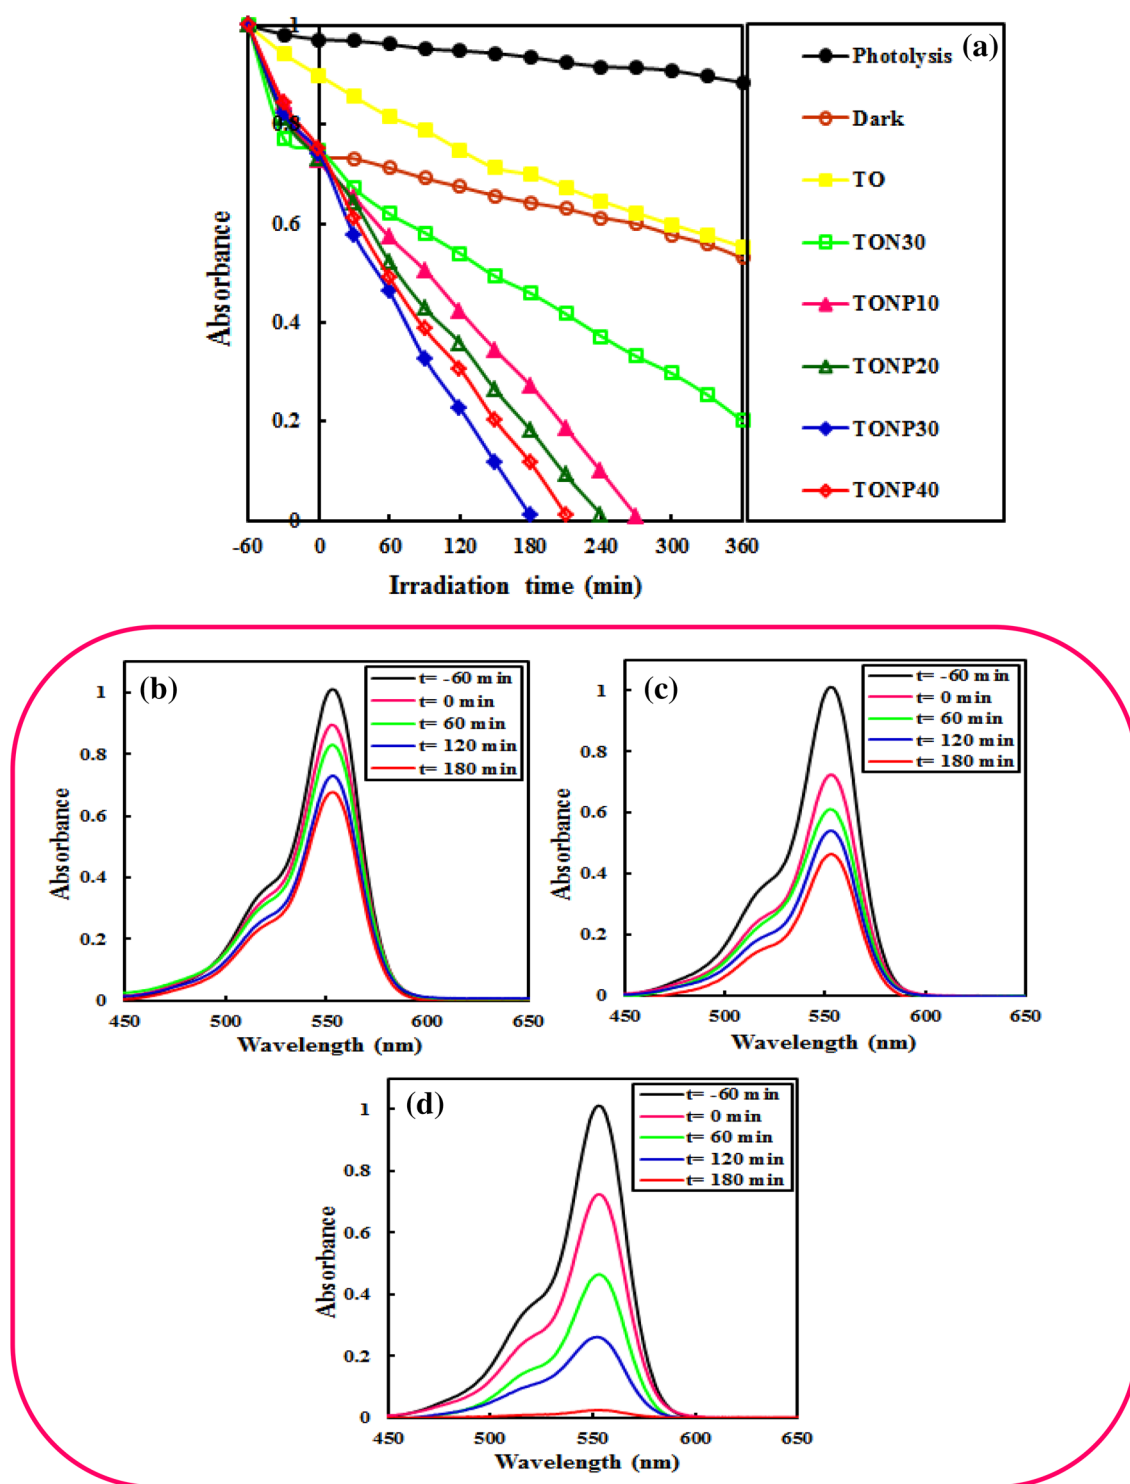 (a)
Absorbance
1
0.8
0.6
0.4
0.2
0
-60 0 60 120 180 240 300 360
Irradiation time (min)
Photolysis
Dark
TO
TON30
TONP10
TONP20
TONP30
TONP40
(b)
t= -60 min
t= 0 min
t= 60 min
t= 120 min
t= 180 min
Absorbance
1
0.8
0.6
0.4
0.2
0
450 500 550 600 650
Wavelength (nm)
(c)
t= -60 min
t= 0 min
t= 60 min
t= 120 min
t= 180 min
Absorbance
1
0.8
0.6
0.4
0.2
0
450 500 550 600 650
Wavelength (nm)
(d)
t= -60 min
t= 0 min
t= 60 min
t= 120 min
t= 180 min
Absorbance
1
0.8
0.6
0.4
0.2
0
450 500 550 600 650
Wavelength (nm)